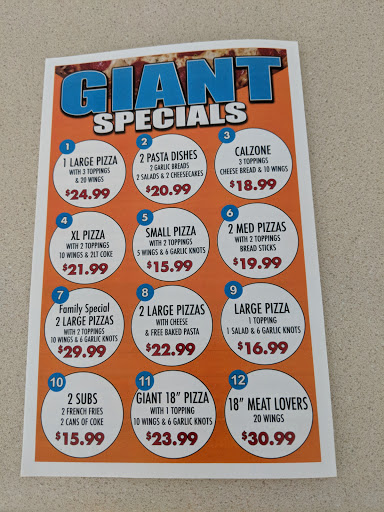 GIANT
SPECIALS
1
1 LARGE PIZZA
WITH 3 TOPPINGS
& 20 WINGS
$24.99
2
2 PASTA DISHES
2 GARLIC BREADS
2 SALADS & 2 CHEESECAKES
$20.99
3
CALZONE
3 TOPPINGS
CHEESE BREAD & 10 WINGS
$18.99
4
XL PIZZA
WITH 2 TOPPINGS
10 WINGS & 2LT COKE
$21.99
5
SMALL PIZZA
WITH 2 TOPPINGS
5 WINGS & 6 GARLIC KNOTS
$15.99
6
2 MED PIZZAS
WITH 2 TOPPINGS
BREAD STICKS
$19.99
7
Family Special
2 LARGE PIZZAS
WITH 2 TOPPINGS
10 WINGS & 6 GARLIC KNOTS
$29.99
8
2 LARGE PIZZAS
WITH CHEESE
& FREE BAKED PASTA
$22.99
9
LARGE PIZZA
1 TOPPING
1 SALAD & 6 GARLIC KNOTS
$16.99
10
2 SUBS
2 FRENCH FRIES
2 CANS OF COKE
$15.99
11
GIANT 18" PIZZA
WITH 1 TOPPING
10 WINGS & 6 GARLIC KNOTS
$23.99
12
18" MEAT LOVERS
20 WINGS
$30.99